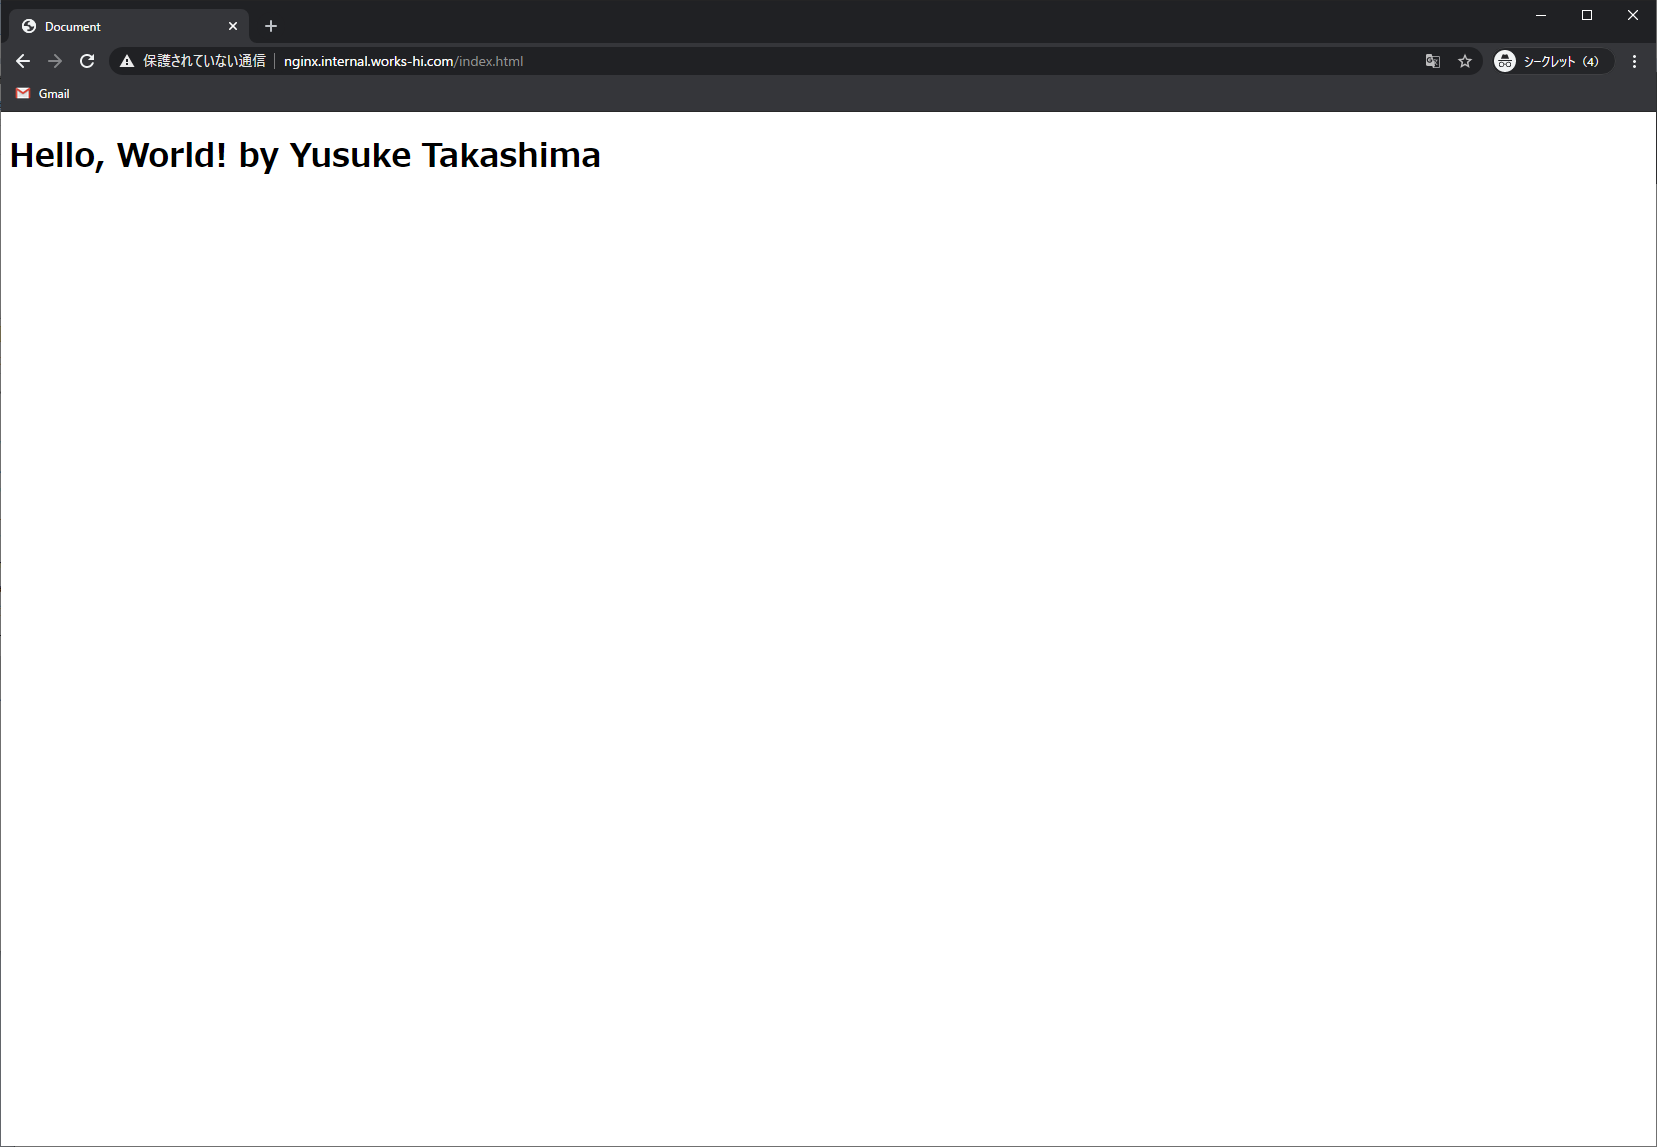 Document
保護されていない通信 nginx.internal.works-hi.com/index.html シークレット (4)
Gmail
Hello, World! by Yusuke Takashima